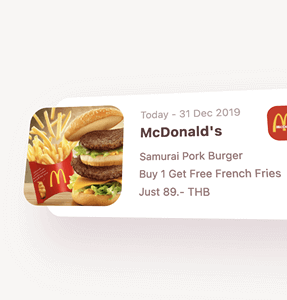 Today - 31 Dec 2019
McDonald's
Samurai Pork Burger
Buy 1 Get Free French Fries
Just 89.- THB